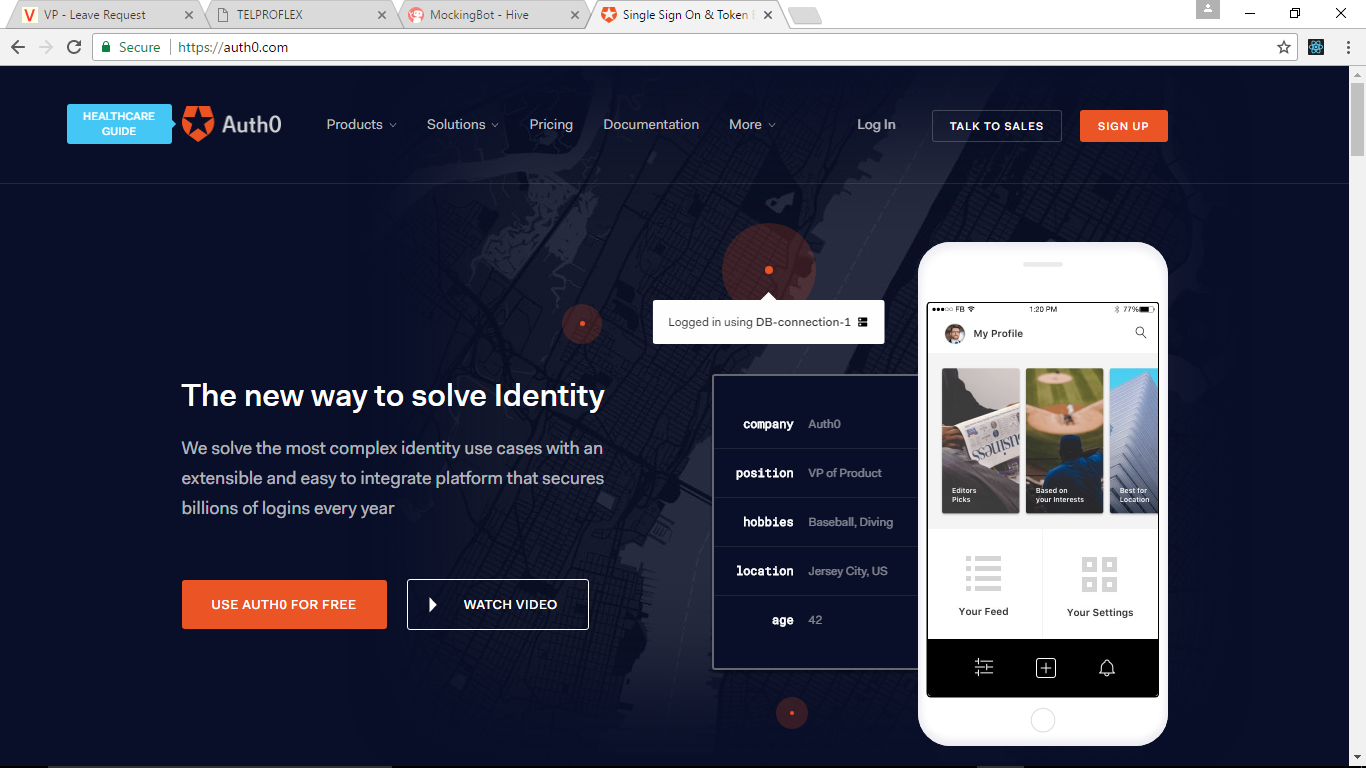 VP - Leave Request
TELPROFLEX
MockingBot - Hive
Single Sign On & Token
Secure
https://auth0.com
HEALTHCARE
GUIDE
Auth0
Products
Solutions
Pricing
Documentation
More
Log In
TALK TO SALES
SIGN UP
The new way to solve Identity
We solve the most complex identity use cases with an
extensible and easy to integrate platform that secures
billions of logins every year
USE AUTH0 FOR FREE
WATCH VIDEO
Logged in using DB-connection-1
company Auth0
position VP of Product
hobbies Baseball, Diving
location Jersey City, US
age 42
FB
1:20 PM
77%
My Profile
business
Editors
Picks
Based on
your Interests
Best for
Location
Your Feed
Your Settings